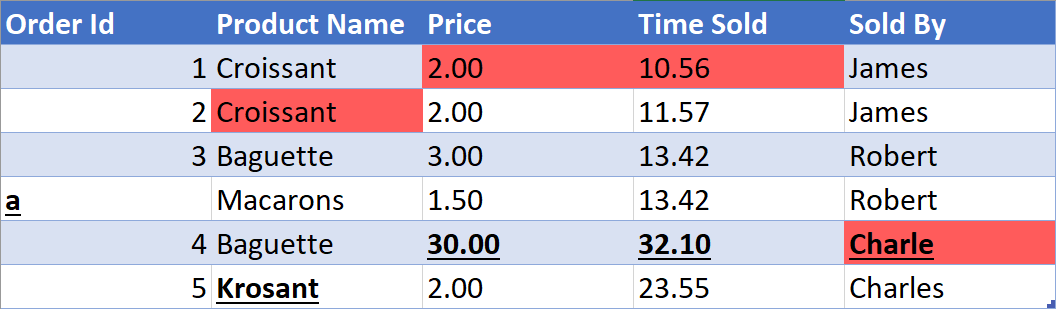 Order Id Product Name Price Time Sold Sold By
1 Croissant 2.00 10.56 James
2 Croissant 2.00 11.57 James
3 Baguette 3.00 13.42 Robert
a Macarons 1.50 13.42 Robert
4 Baguette 30.00 32.10 Charle
5 Krosant 2.00 23.55 Charles